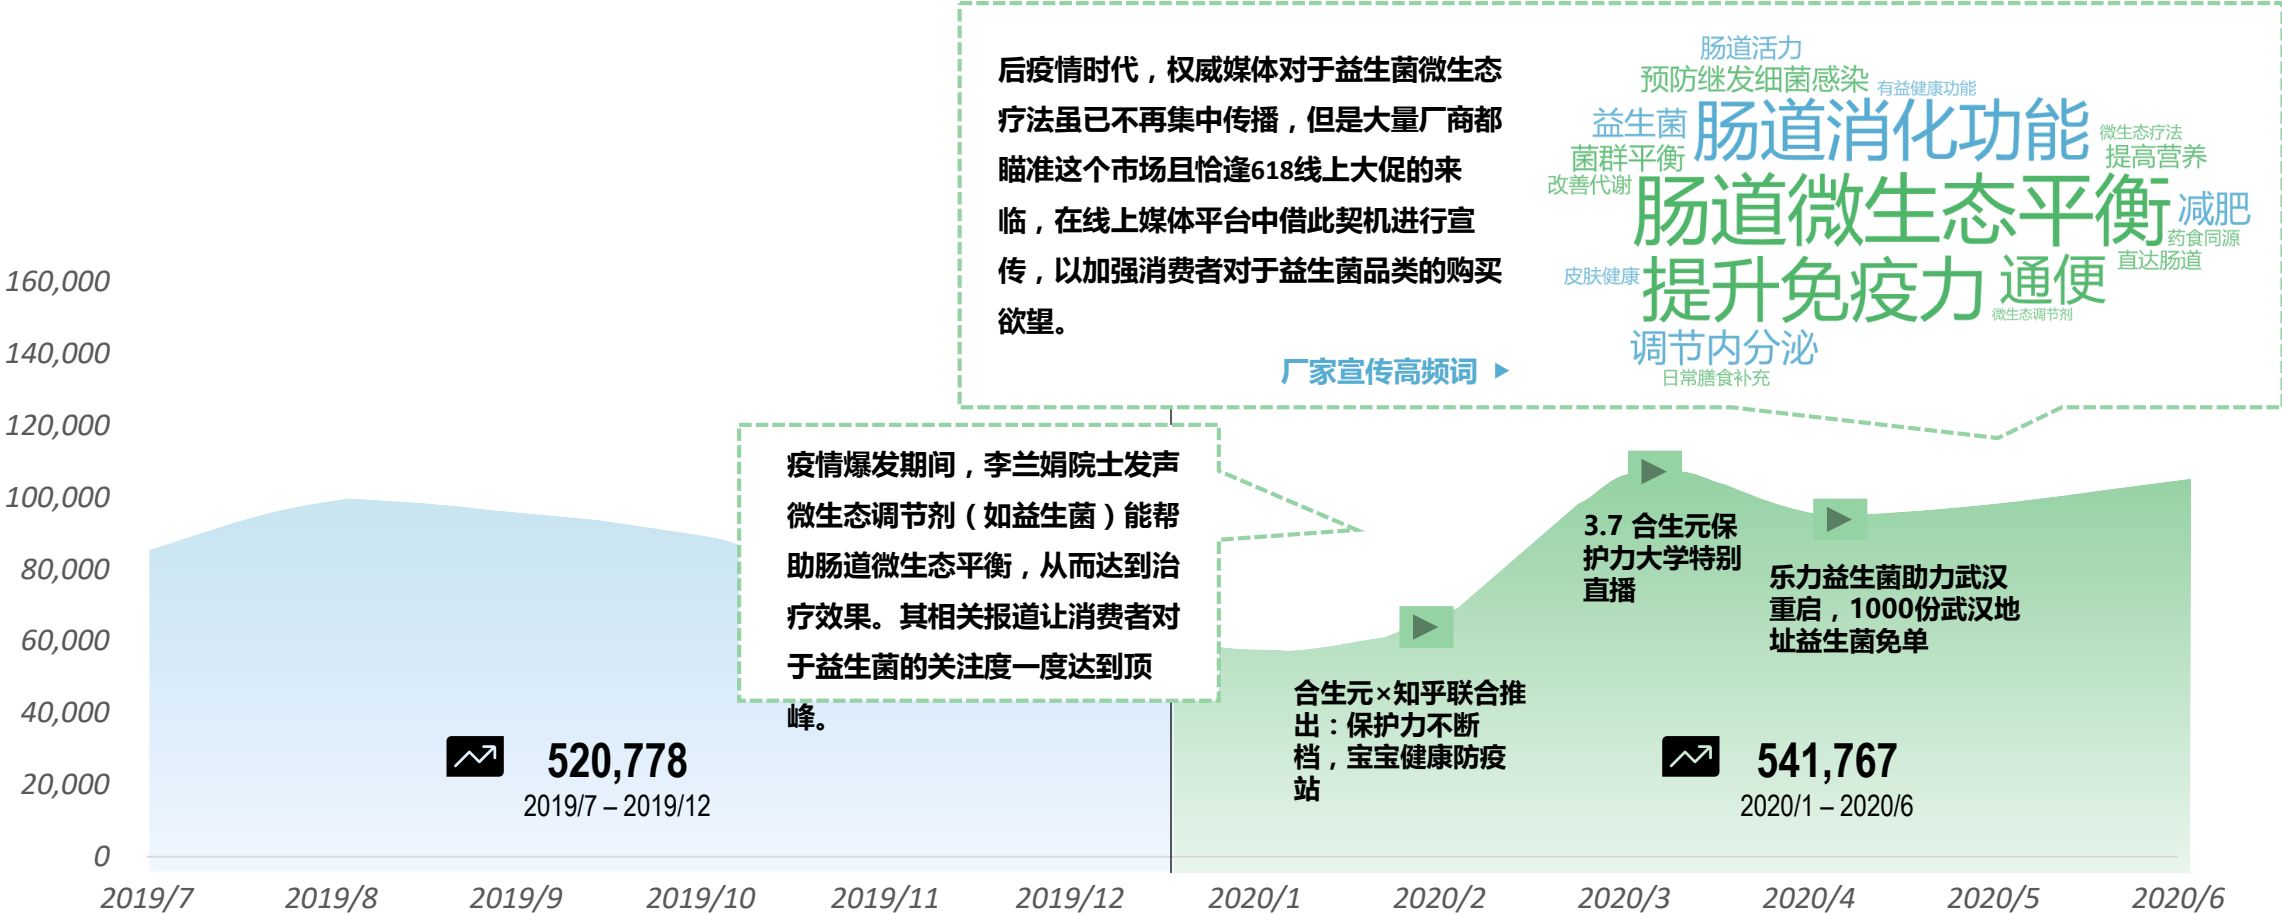 后疫情时代，权威媒体对于益生菌微生态
疗法虽已不再集中传播，但是大量厂商都
瞄准这个市场且恰逢618线上大促的来
临，在线上媒体平台中借此契机进行宣
传，以加强消费者对于益生菌品类的购买
欲望。
厂家宣传高频词
肠道活力
预防继发细菌感染
有益健康功能
益生菌
肠道消化功能
微生态疗法
菌群平衡
提高营养
改善代谢
肠道微生态平衡
减肥
药食同源
直达肠道
皮肤健康
提升免疫力
通便
微生态调节剂
调节内分泌
日常膳食补充
160,000
140,000
120,000
100,000
80,000
60,000
40,000
20,000
0
疫情爆发期间，李兰娟院士发声
微生态调节剂（如益生菌）能帮
助肠道微生态平衡，从而达到治
疗效果。其相关报道让消费者对
于益生菌的关注度一度达到顶
峰。
合生元×知乎联合推
出：保护力不断
档，宝宝健康防疫
站
3.7 合生元保
护力大学特别
直播
乐力益生菌助力武汉
重启，1000份武汉地
址益生菌免单
520,778
2019/7 – 2019/12
541,767
2020/1 – 2020/6
2019/7
2019/8
2019/9
2019/10
2019/11
2019/12
2020/1
2020/2
2020/3
2020/4
2020/5
2020/6